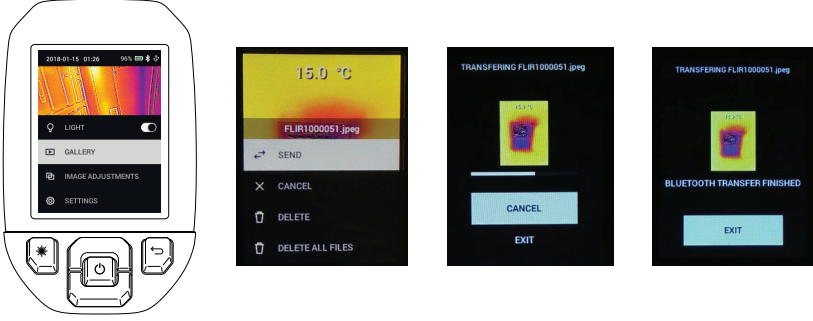 2018-01-15 01:26 96%
LIGHT
GALLERY
IMAGE ADJUSTMENTS
SETTINGS
15.0 °C
FLIR1000051.jpeg
SEND
CANCEL
DELETE
DELETE ALL FILES
TRANSFERING FLIR1000051.jpeg
CANCEL
EXIT
TRANSFERING FLIR1000051.jpeg
BLUETOOTH TRANSFER FINISHED
EXIT